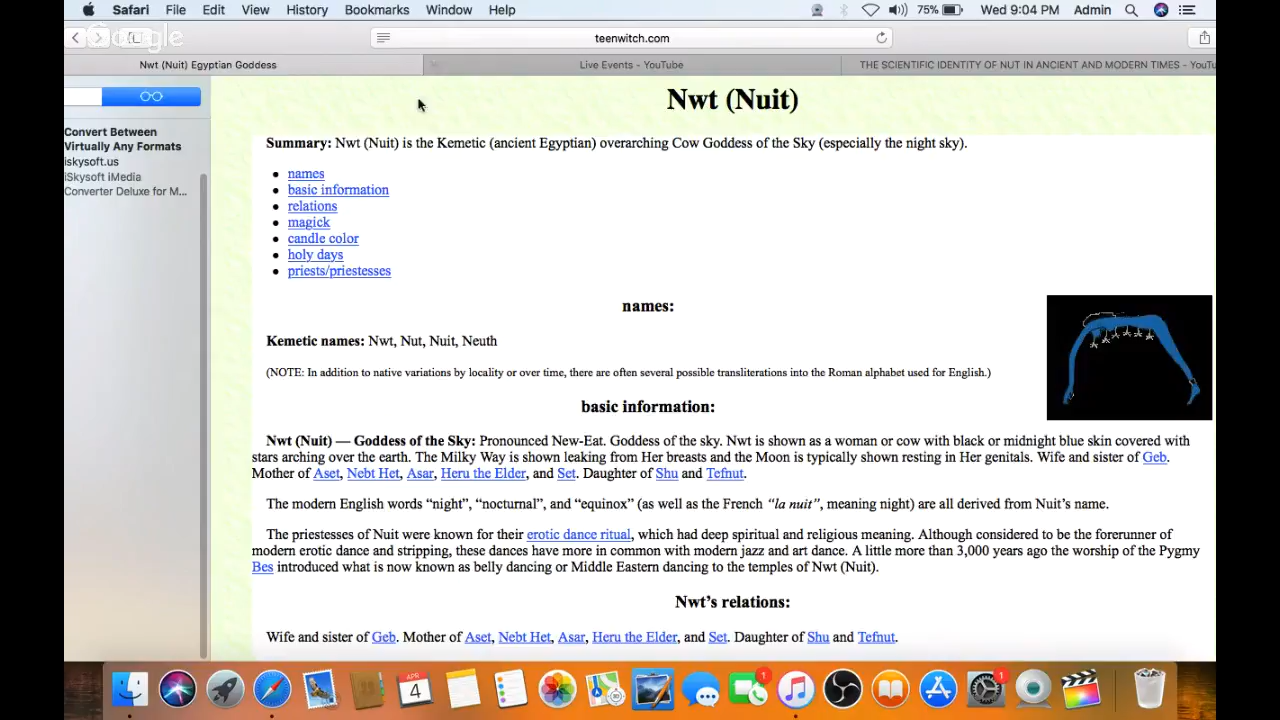 Safari File Edit View History Bookmarks Window Help 75% Wed 9:04 PM Admin
Google
teenwitch.com
Nwt (Nuit) Egyptian Goddess Live Events - YouTube THE SCIENTIFIC IDENTITY OF NUT IN ANCIENT AND MODERN TIMES - YouTu
Convert Between
Virtually Any Formats
iskysoft.us
iSkysoft iMedia
Converter Deluxe for M...
Nwt (Nuit)
Summary: Nwt (Nuit) is the Kemetic (ancient Egyptian) overarching Cow Goddess of the Sky (especially the night sky).
• names
• basic information
• relations
• magick
• candle color
• holy days
• priests/priestesses
names:
Kemetic names: Nwt, Nut, Nuit, Neuth
(NOTE: In addition to native variations by locality or over time, there are often several possible transliterations into the Roman alphabet used for English.)
basic information:
Nwt (Nuit) — Goddess of the Sky: Pronounced New-Eat. Goddess of the sky. Nwt is shown as a woman or cow with black or midnight blue skin covered with
stars arching over the earth. The Milky Way is shown leaking from Her breasts and the Moon is typically shown resting in Her genitals. Wife and sister of Geb.
Mother of Aset, Nebt Het, Asar, Heru the Elder, and Set. Daughter of Shu and Tefnut.
The modern English words “night”, “nocturnal”, and “equinox” (as well as the French “la nuit”, meaning night) are all derived from Nuit’s name.
The priestesses of Nuit were known for their erotic dance ritual, which had deep spiritual and religious meaning. Although considered to be the forerunner of
modern erotic dance and stripping, these dances have more in common with modern jazz and art dance. A little more than 3,000 years ago the worship of the Pygmy
Bes introduced what is now known as belly dancing or Middle Eastern dancing to the temples of Nwt (Nuit).
Nwt’s relations:
Wife and sister of Geb. Mother of Aset, Nebt Het, Asar, Heru the Elder, and Set. Daughter of Shu and Tefnut.
APR
4
3D
1
1